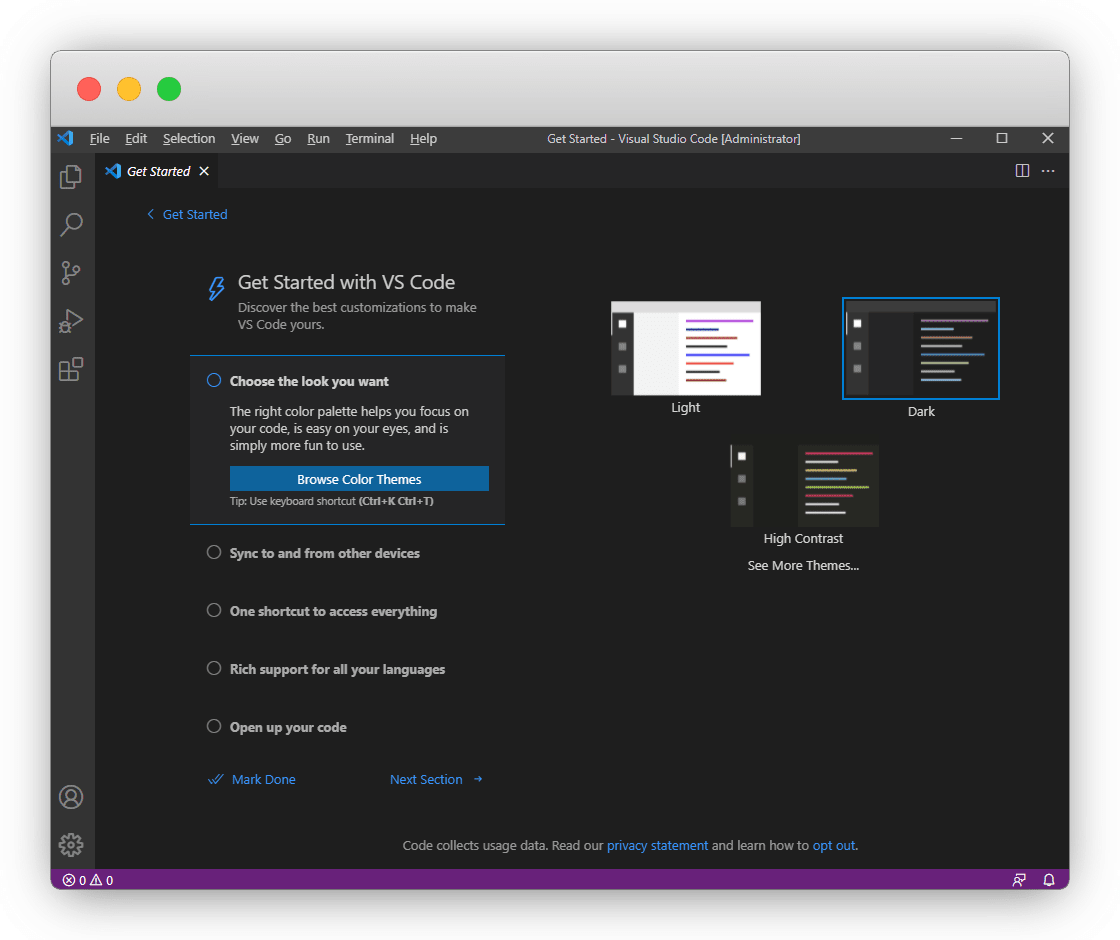 File Edit Selection View Go Run Terminal Help Get Started - Visual Studio Code [Administrator]
Get Started
Get Started
Get Started with VS Code
Discover the best customizations to make
VS Code yours.
Choose the look you want
The right color palette helps you focus on
your code, is easy on your eyes, and is
simply more fun to use.
Browse Color Themes
Tip: Use keyboard shortcut (Ctrl+K Ctrl+T)
Sync to and from other devices
One shortcut to access everything
Rich support for all your languages
Open up your code
Mark Done
Next Section
Light
Dark
High Contrast
See More Themes...
Code collects usage data. Read our privacy statement and learn how to opt out.
0 0